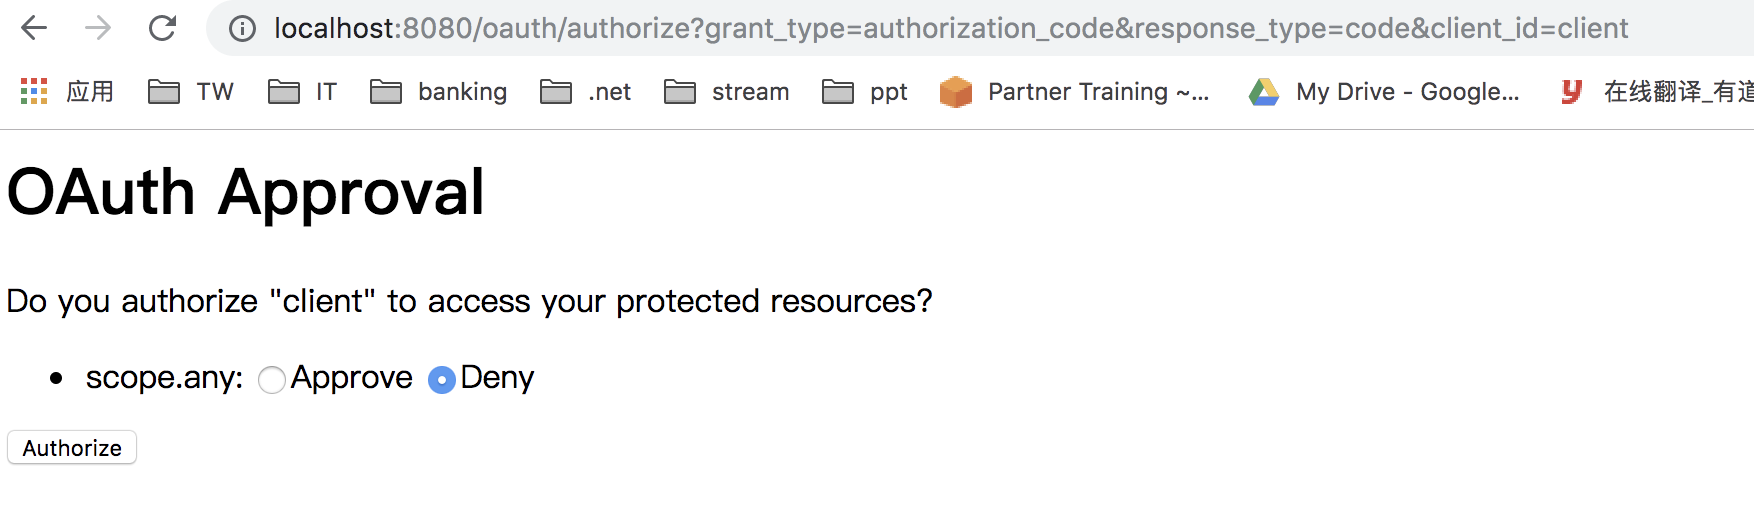 localhost:8080/oauth/authorize?grant_type=authorization_code&response_type=code&client_id=client
应用 TW IT banking .net stream ppt Partner Training ~... My Drive - Google... 在线翻译_有道
OAuth Approval
Do you authorize "client" to access your protected resources?
• scope.any: Approve Deny
Authorize